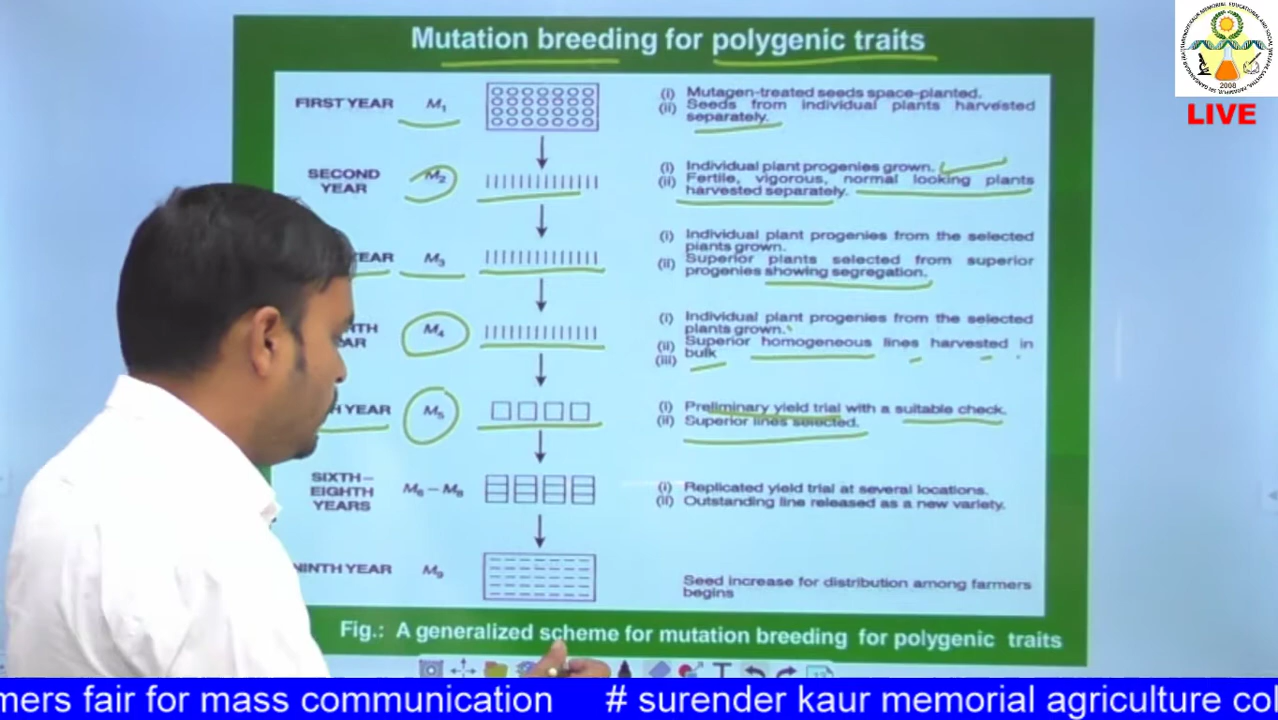 Mutation breeding for polygenic traits
FIRST YEAR M1
(i) Mutagen-treated seeds space-planted.
(ii) Seeds from individual plants harvested
separately.
SECOND
YEAR
M2
(i) Individual plant progenies grown.
(ii) Fertile, vigorous, normal looking plants
harvested separately.
EAR M3
(i) Individual plant progenies from the selected
plants grown.
(ii) Superior plants selected from superior
progenies showing segregation.
TH
AR
M4
(i) Individual plant progenies from the selected
plants grown.
(ii) Superior homogeneous lines harvested in
(iii) bulk
H YEAR M5
(i) Preliminary yield trial with a suitable check.
(ii) Superior lines selected.
SIXTH–
EIGHTH
YEARS
M6 – M8
(i) Replicated yield trial at several locations.
(ii) Outstanding line released as a new variety.
NINTH YEAR M9
Seed increase for distribution among farmers
begins
Fig.: A generalized scheme for mutation breeding for polygenic traits
2008
LIVE
mers fair for mass communication # surender kaur memorial agriculture col